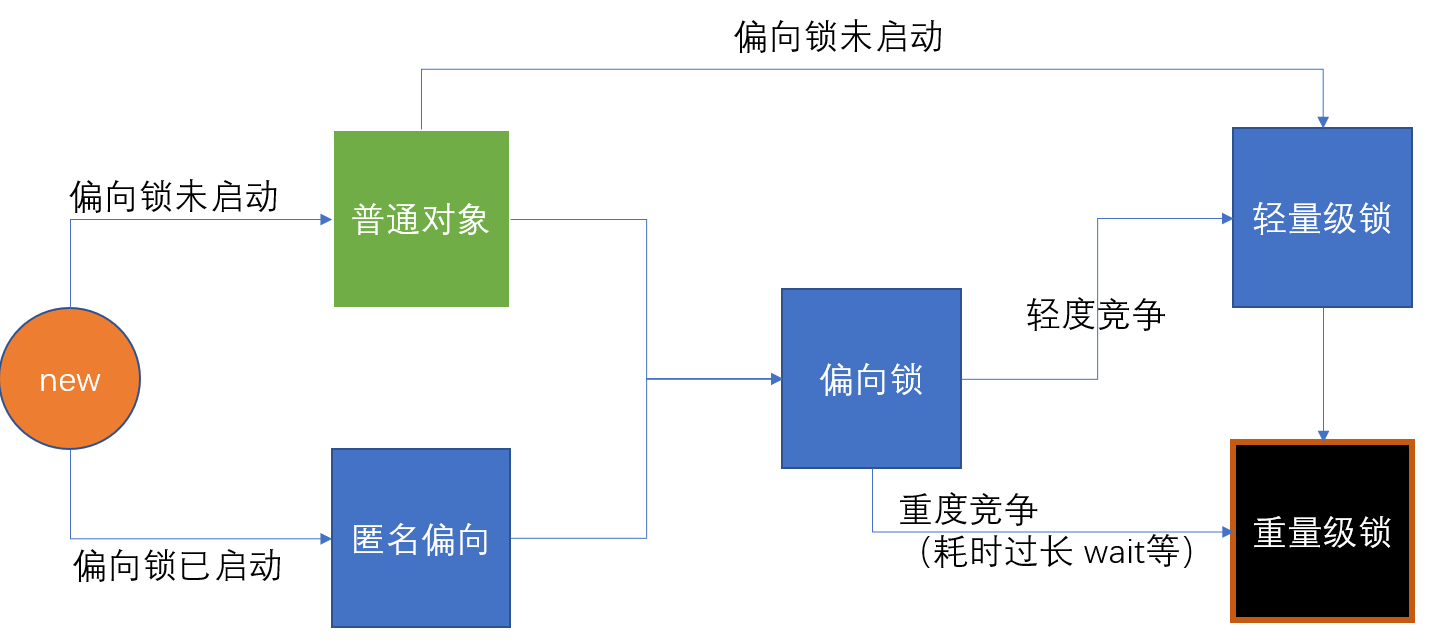 偏向锁未启动
偏向锁未启动
普通对象
轻量级锁
new
偏向锁
轻度竞争
匿名偏向
偏向锁已启动
重度竞争
（耗时过长 wait等）
重量级锁